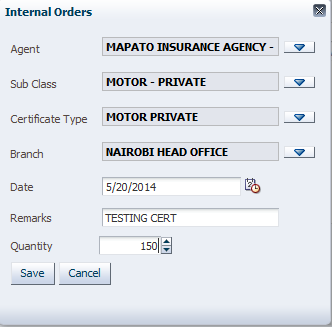 Internal Orders
Agent MAPATO INSURANCE AGENCY -
Sub Class MOTOR - PRIVATE
Certificate Type MOTOR PRIVATE
Branch NAIROBI HEAD OFFICE
Date 5/20/2014
Remarks TESTING CERT
Quantity 150
Save Cancel